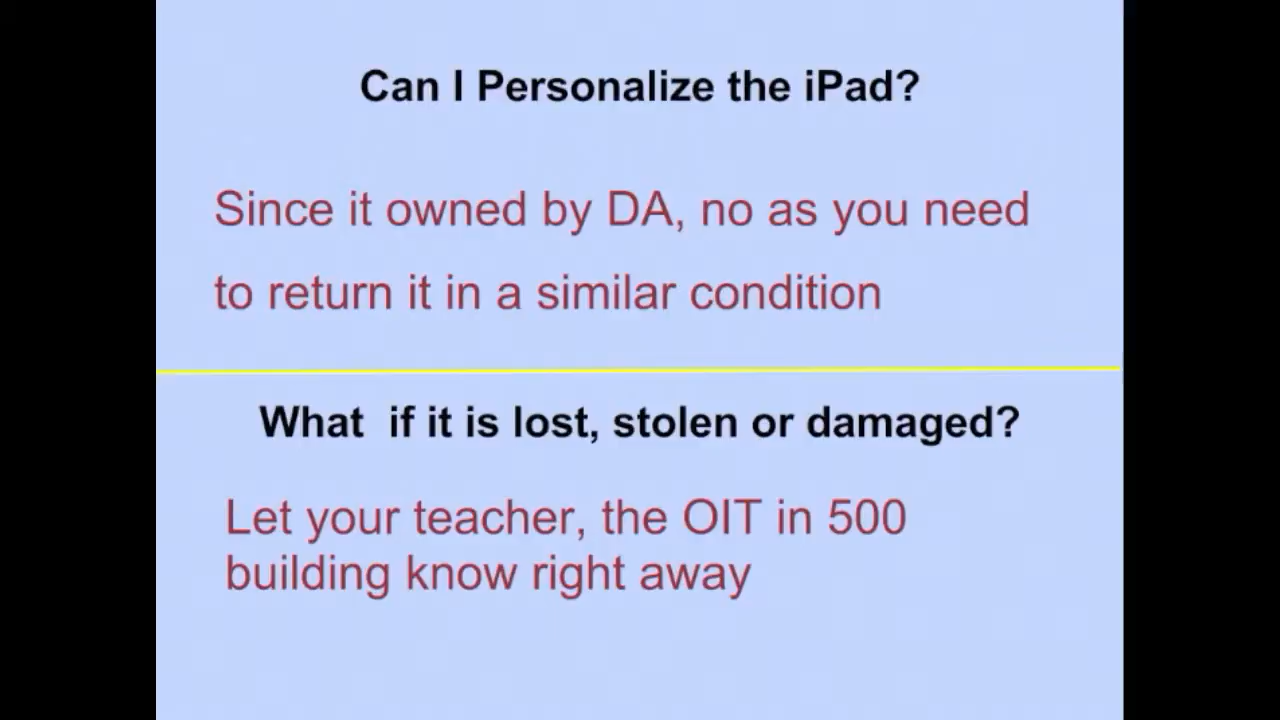 Can I Personalize the iPad?
Since it owned by DA, no as you need
to return it in a similar condition
What  if it is lost, stolen or damaged?
Let your teacher, the OIT in 500
building know right away